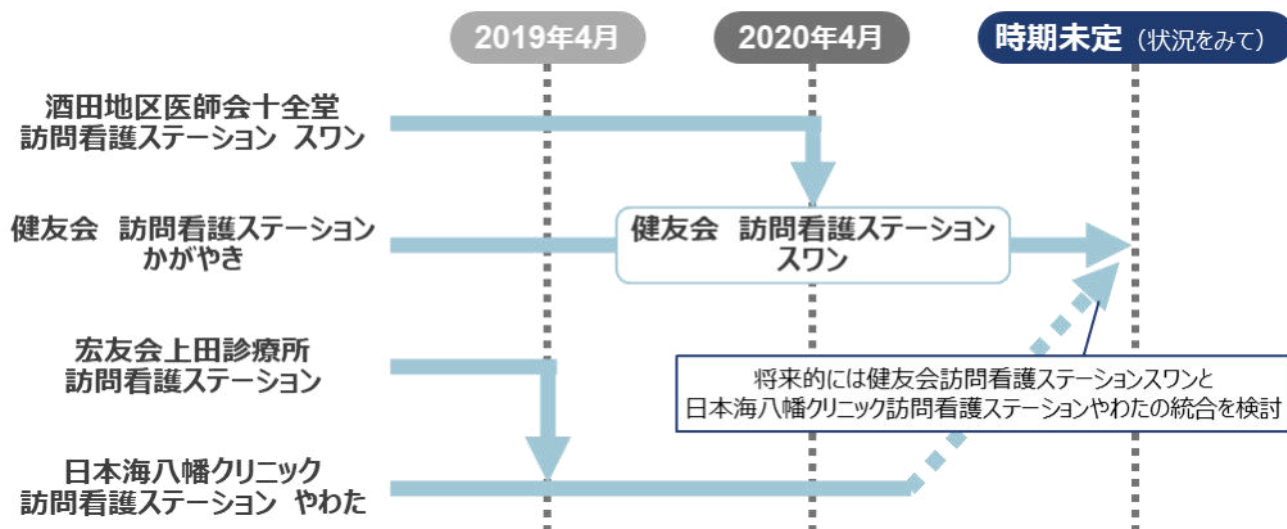 2019年4月
2020年4月
時期未定（状況をみて）
酒田地区医師会十全堂
訪問看護ステーション スワン
健友会　訪問看護ステーション
かがやき
健友会　訪問看護ステーション
スワン
宏友会上田診療所
訪問看護ステーション
将来的には健友会訪問看護ステーションスワンと
日本海八幡クリニック訪問看護ステーションやわたの統合を検討
日本海八幡クリニック
訪問看護ステーション やわた